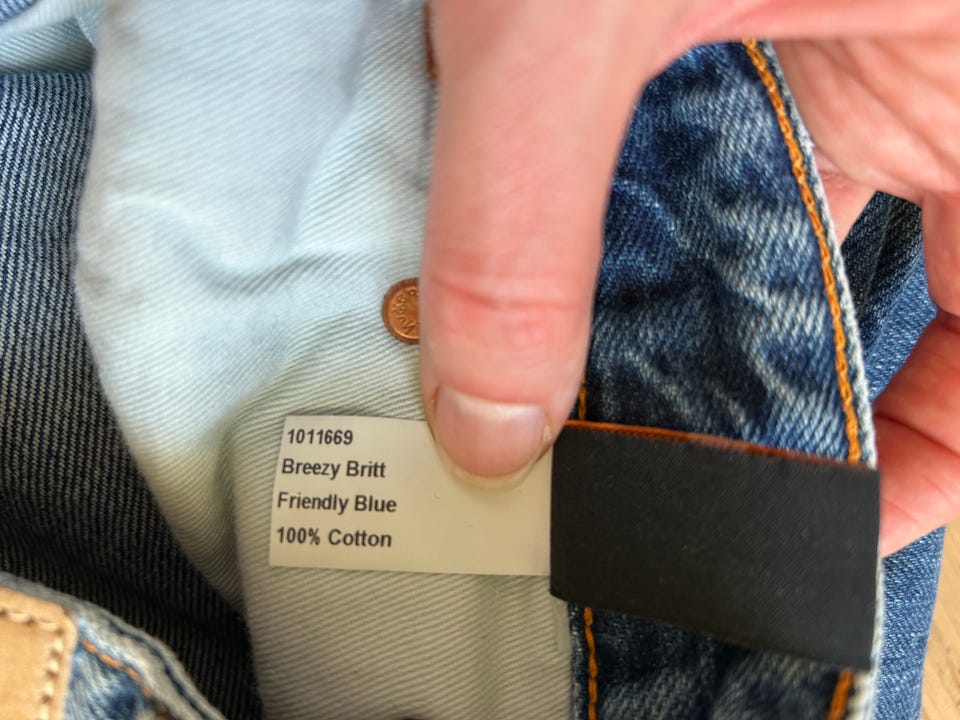 1011669
Breezy Britt
Friendly Blue
100% Cotton